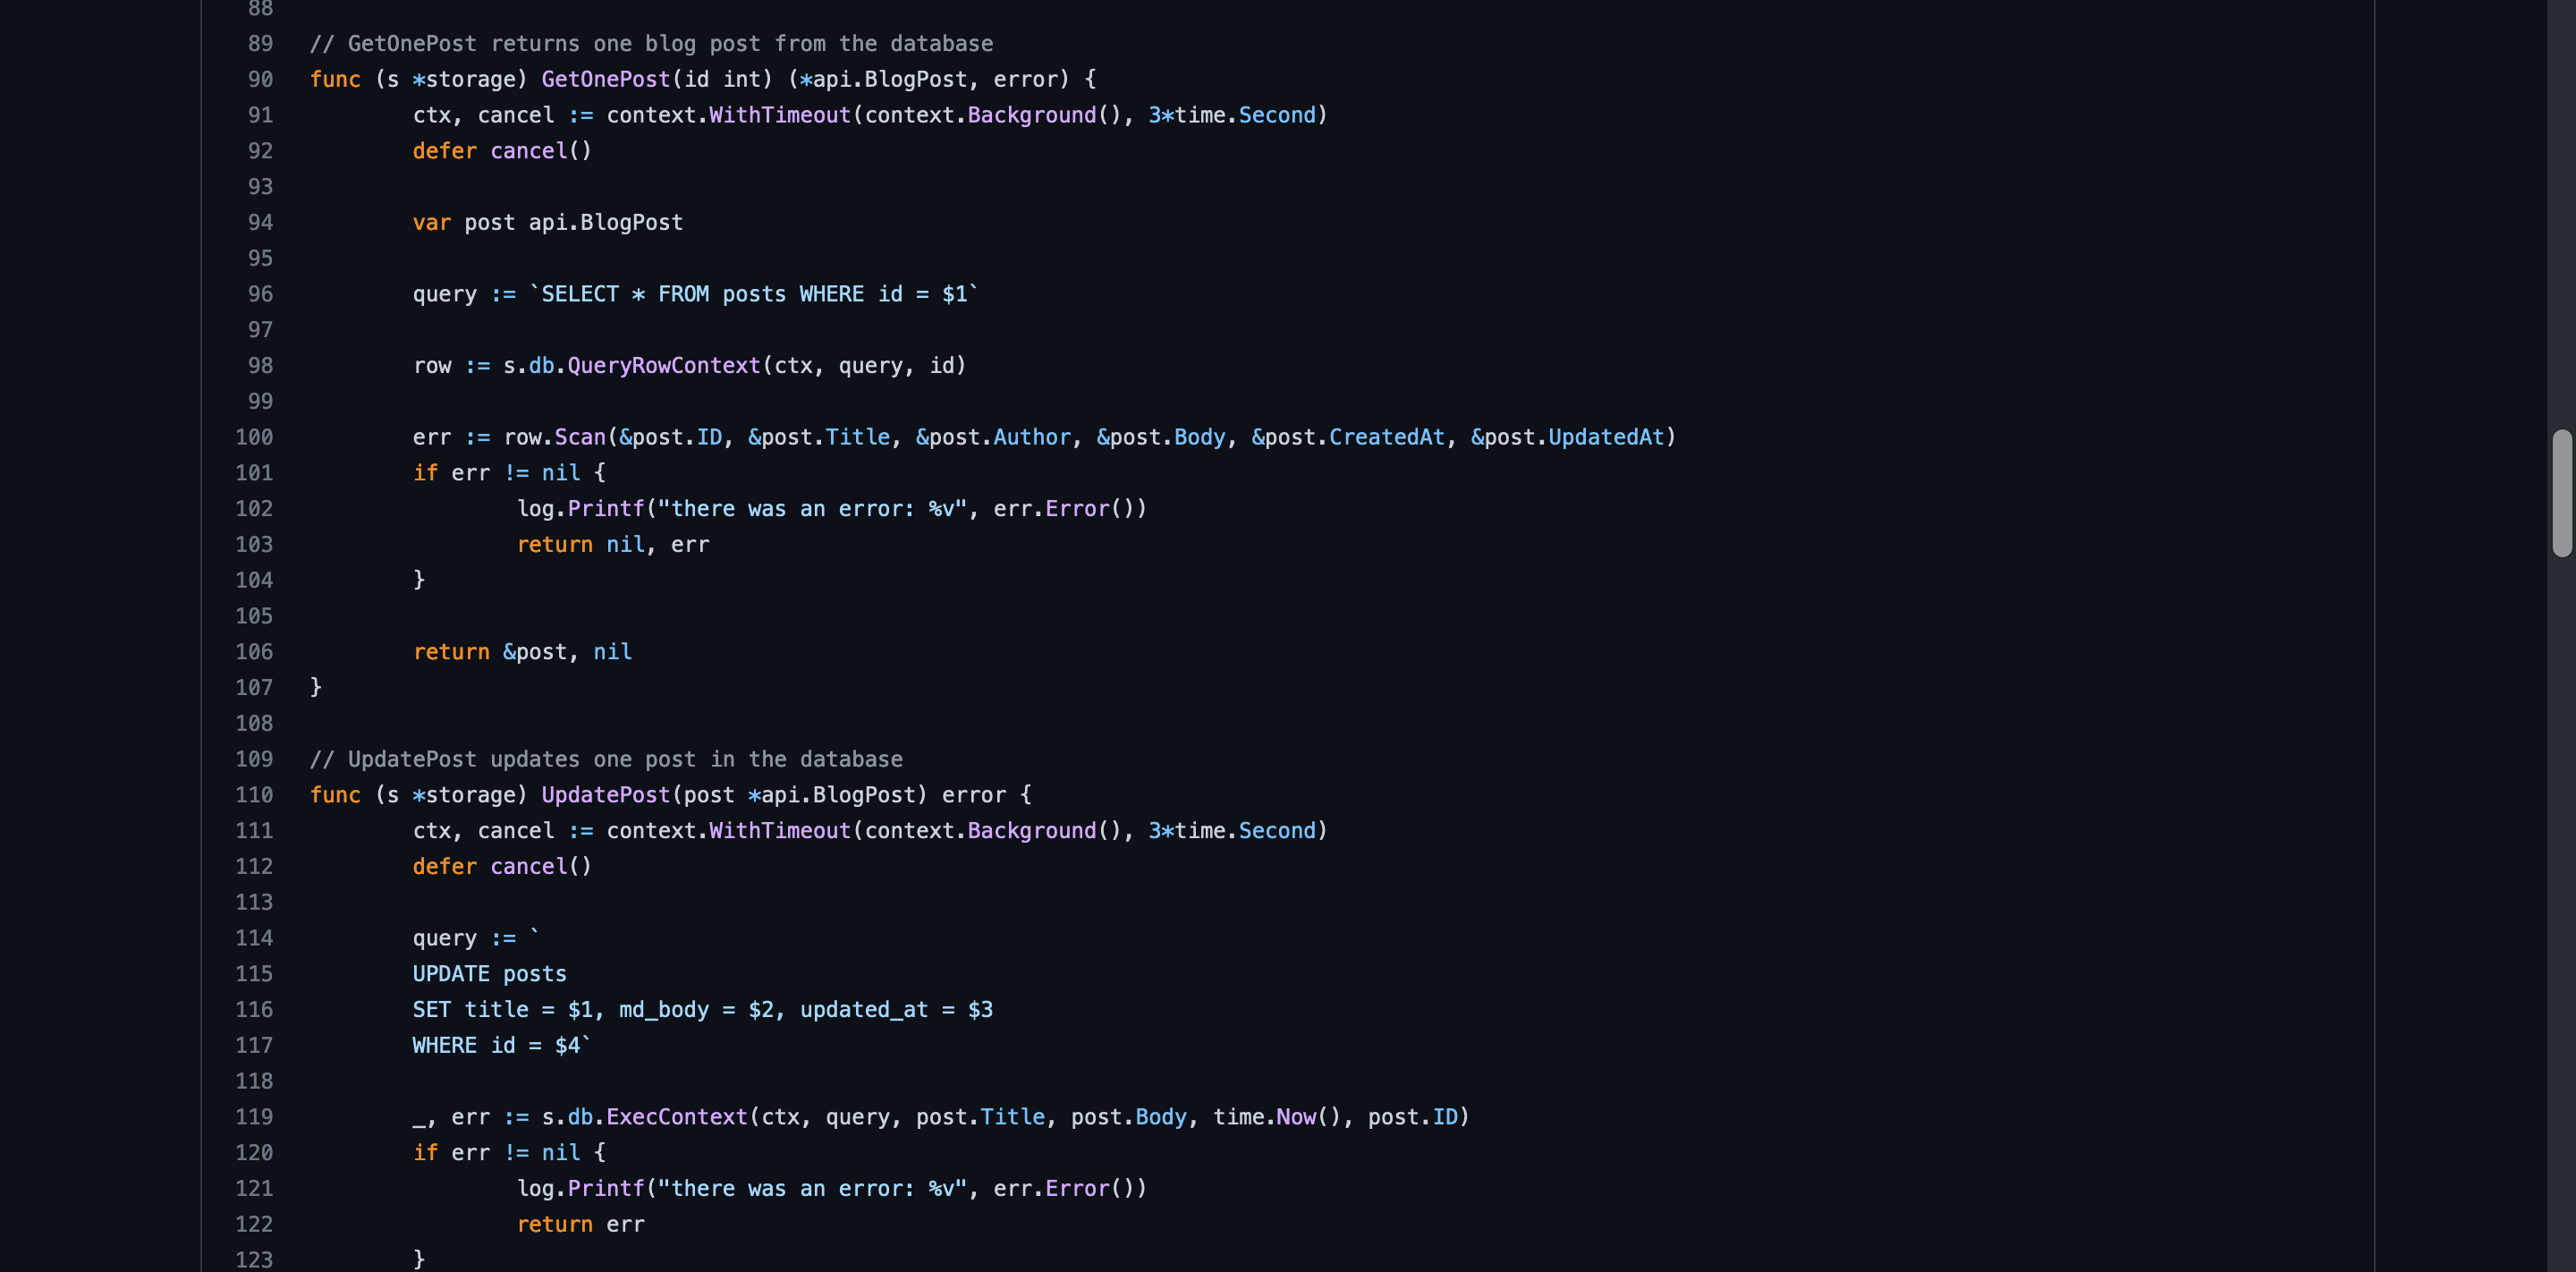 88
89 // GetOnePost returns one blog post from the database
90 func (s *storage) GetOnePost(id int) (*api.BlogPost, error) {
91 ctx, cancel := context.WithTimeout(context.Background(), 3*time.Second)
92 defer cancel()
93
94 var post api.BlogPost
95
96 query := `SELECT * FROM posts WHERE id = $1`
97
98 row := s.db.QueryRowContext(ctx, query, id)
99
100 err := row.Scan(&post.ID, &post.Title, &post.Author, &post.Body, &post.CreatedAt, &post.UpdatedAt)
101 if err != nil {
102 log.Printf("there was an error: %v", err.Error())
103 return nil, err
104 }
105
106 return &post, nil
107 }
108
109 // UpdatePost updates one post in the database
110 func (s *storage) UpdatePost(post *api.BlogPost) error {
111 ctx, cancel := context.WithTimeout(context.Background(), 3*time.Second)
112 defer cancel()
113
114 query := `
115 UPDATE posts
116 SET title = $1, md_body = $2, updated_at = $3
117 WHERE id = $4`
118
119 _, err := s.db.ExecContext(ctx, query, post.Title, post.Body, time.Now(), post.ID)
120 if err != nil {
121 log.Printf("there was an error: %v", err.Error())
122 return err
123 }